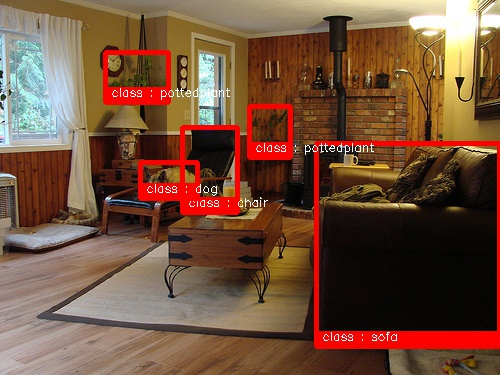 class : pottedplant
class : pottedplant
class : dog
class : chair
class : sofa